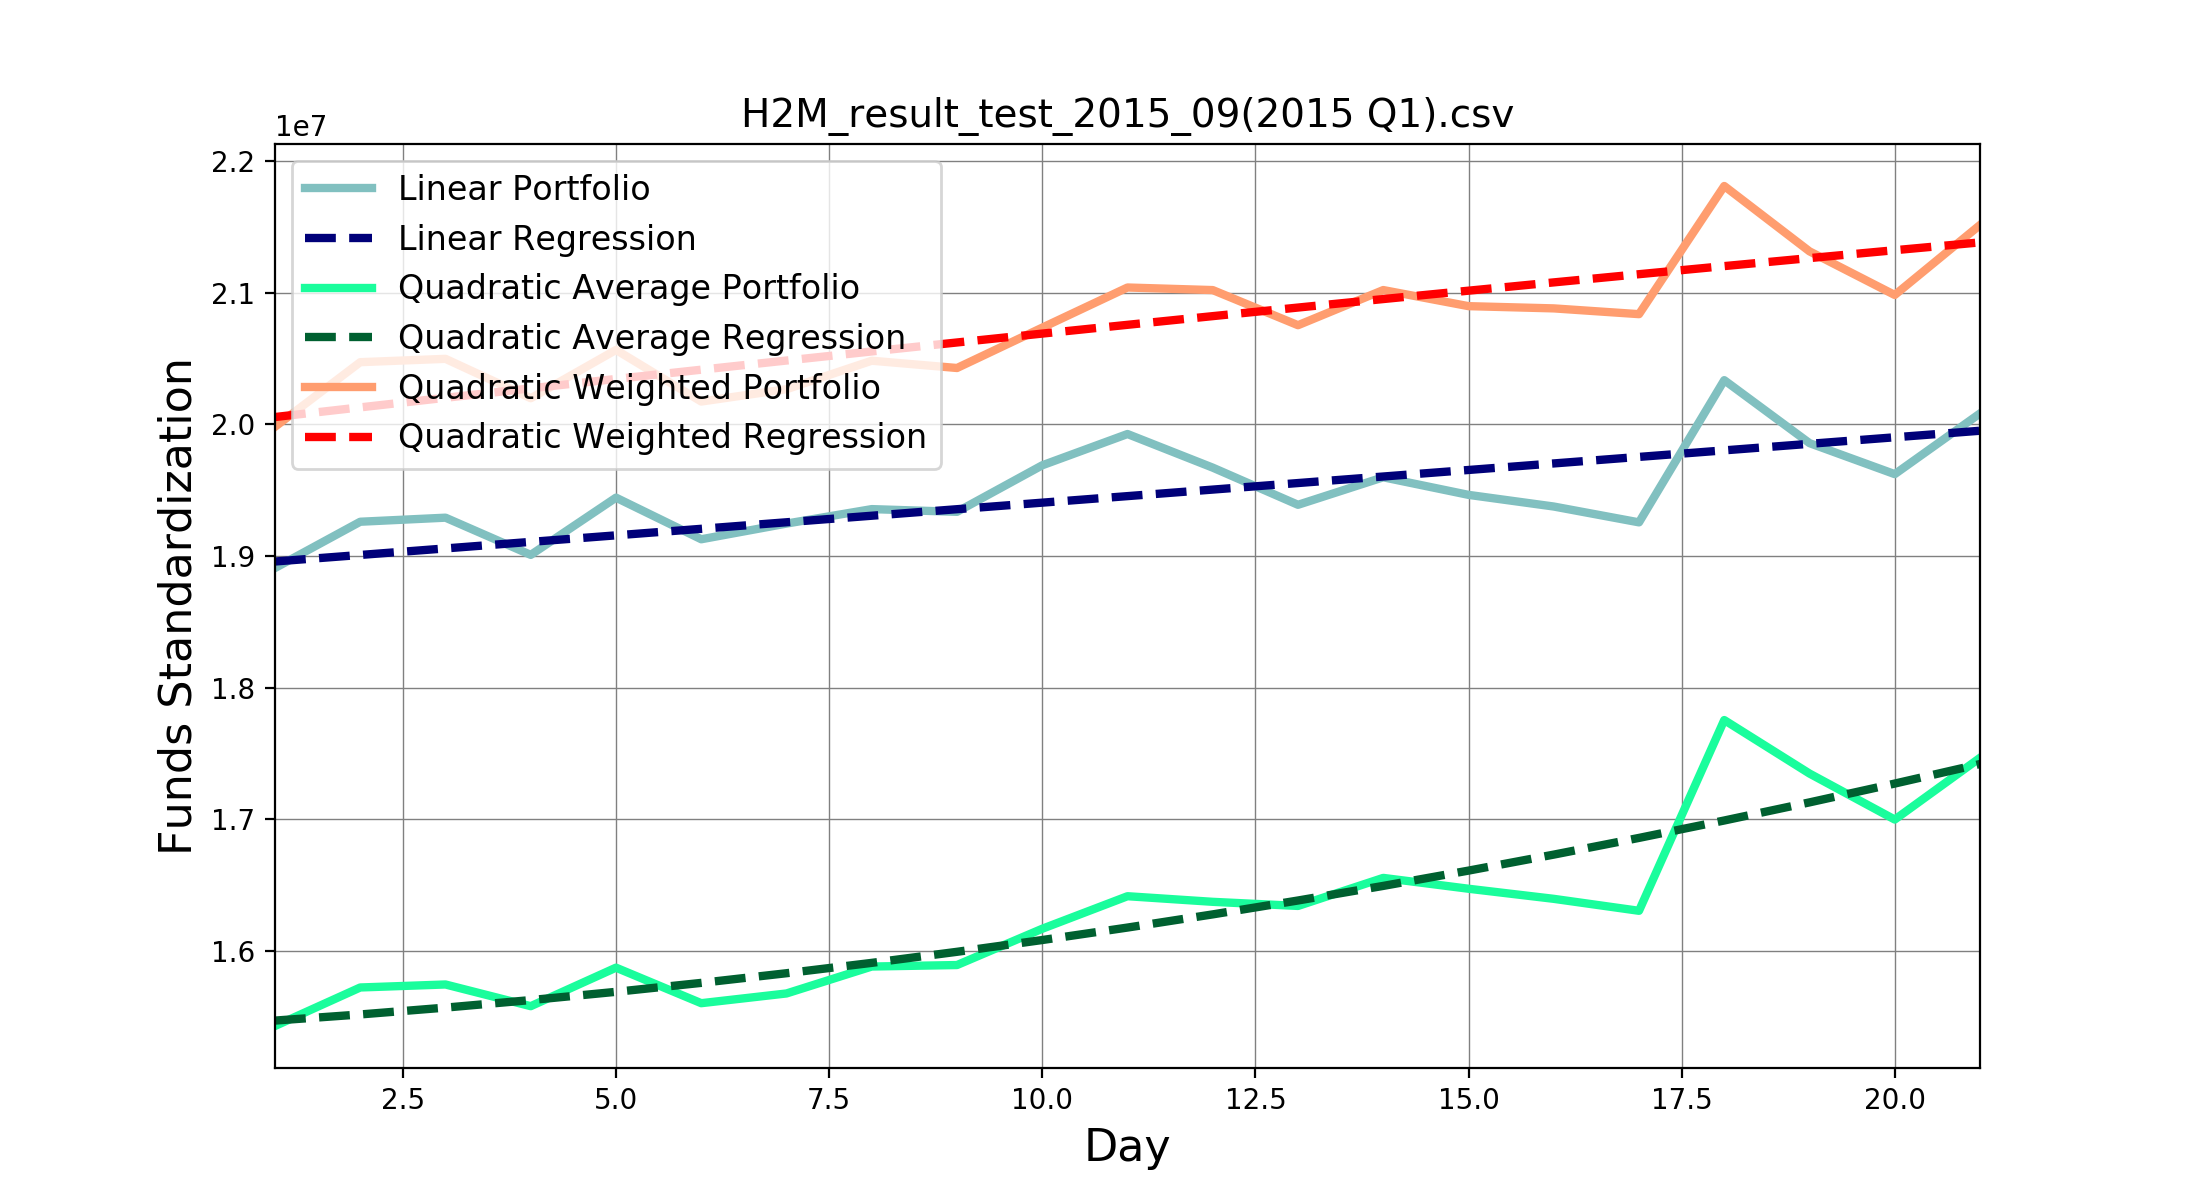 H2M_result_test_2015_09(2015 Q1).csv
1e7
2.2
2.1
2.0
1.9
1.8
1.7
1.6
Funds Standardization
Linear Portfolio
Linear Regression
Quadratic Average Portfolio
Quadratic Average Regression
Quadratic Weighted Portfolio
Quadratic Weighted Regression
2.5 5.0 7.5 10.0 12.5 15.0 17.5 20.0
Day